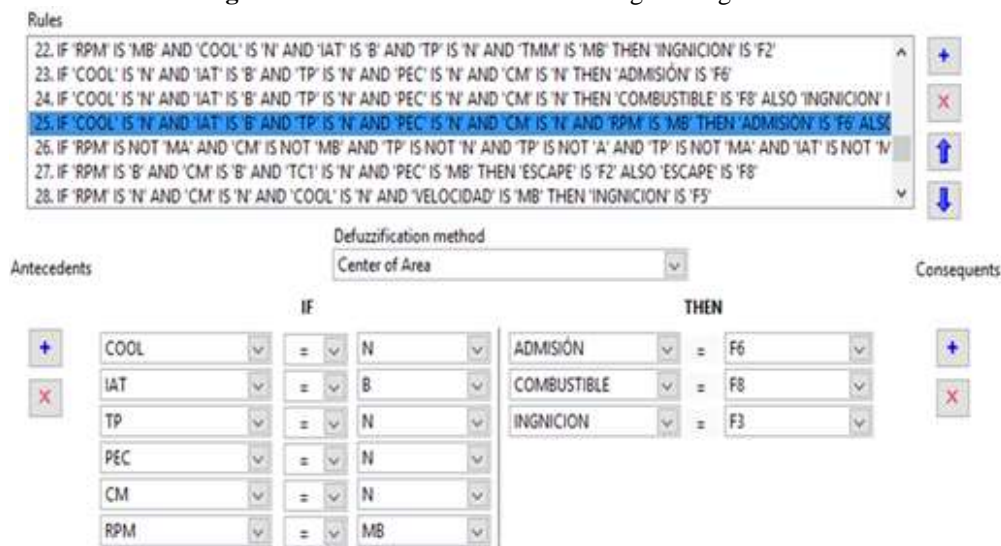 Rules
22. IF 'RPM' IS 'MB' AND 'COOL' IS 'N' AND 'IAT' IS 'B' AND 'TP' IS 'N' AND 'TMM' IS 'MB' THEN 'INGNICION' IS 'F2'
23. IF 'COOL' IS 'N' AND 'IAT' IS 'B' AND 'TP' IS 'N' AND 'PEC' IS 'N' AND 'CM' IS 'N' THEN 'ADMISIÓN' IS 'F6'
24. IF 'COOL' IS 'N' AND 'IAT' IS 'B' AND 'TP' IS 'N' AND 'PEC' IS 'N' AND 'CM' IS 'N' THEN 'COMBUSTIBLE' IS 'F8' ALSO 'INGNICION' I
25. IF 'COOL' IS 'N' AND 'IAT' IS 'B' AND 'TP' IS 'N' AND 'PEC' IS 'N' AND 'CM' IS 'N' AND 'RPM' IS 'MB' THEN 'ADMISIÓN' IS 'F6' ALSO
26. IF 'RPM' IS NOT 'MA' AND 'CM' IS NOT 'MB' AND 'TP' IS NOT 'N' AND 'TP' IS NOT 'A' AND 'TP' IS NOT 'MA' AND 'IAT' IS NOT 'M
27. IF 'RPM' IS 'B' AND 'CM' IS 'B' AND 'TC1' IS 'N' AND 'PEC' IS 'MB' THEN 'ESCAPE' IS 'F2' ALSO 'ESCAPE' IS 'F8'
28. IF 'RPM' IS 'N' AND 'CM' IS 'N' AND 'COOL' IS 'N' AND 'VELOCIDAD' IS 'MB' THEN 'INGNICION' IS 'F5'
Defuzzification method
Antecedents Center of Area Consequents
IF THEN
COOL = N ADMISIÓN = F6
IAT = B COMBUSTIBLE = F8
TP = N INGNICION = F3
PEC = N
CM = N
RPM = MB